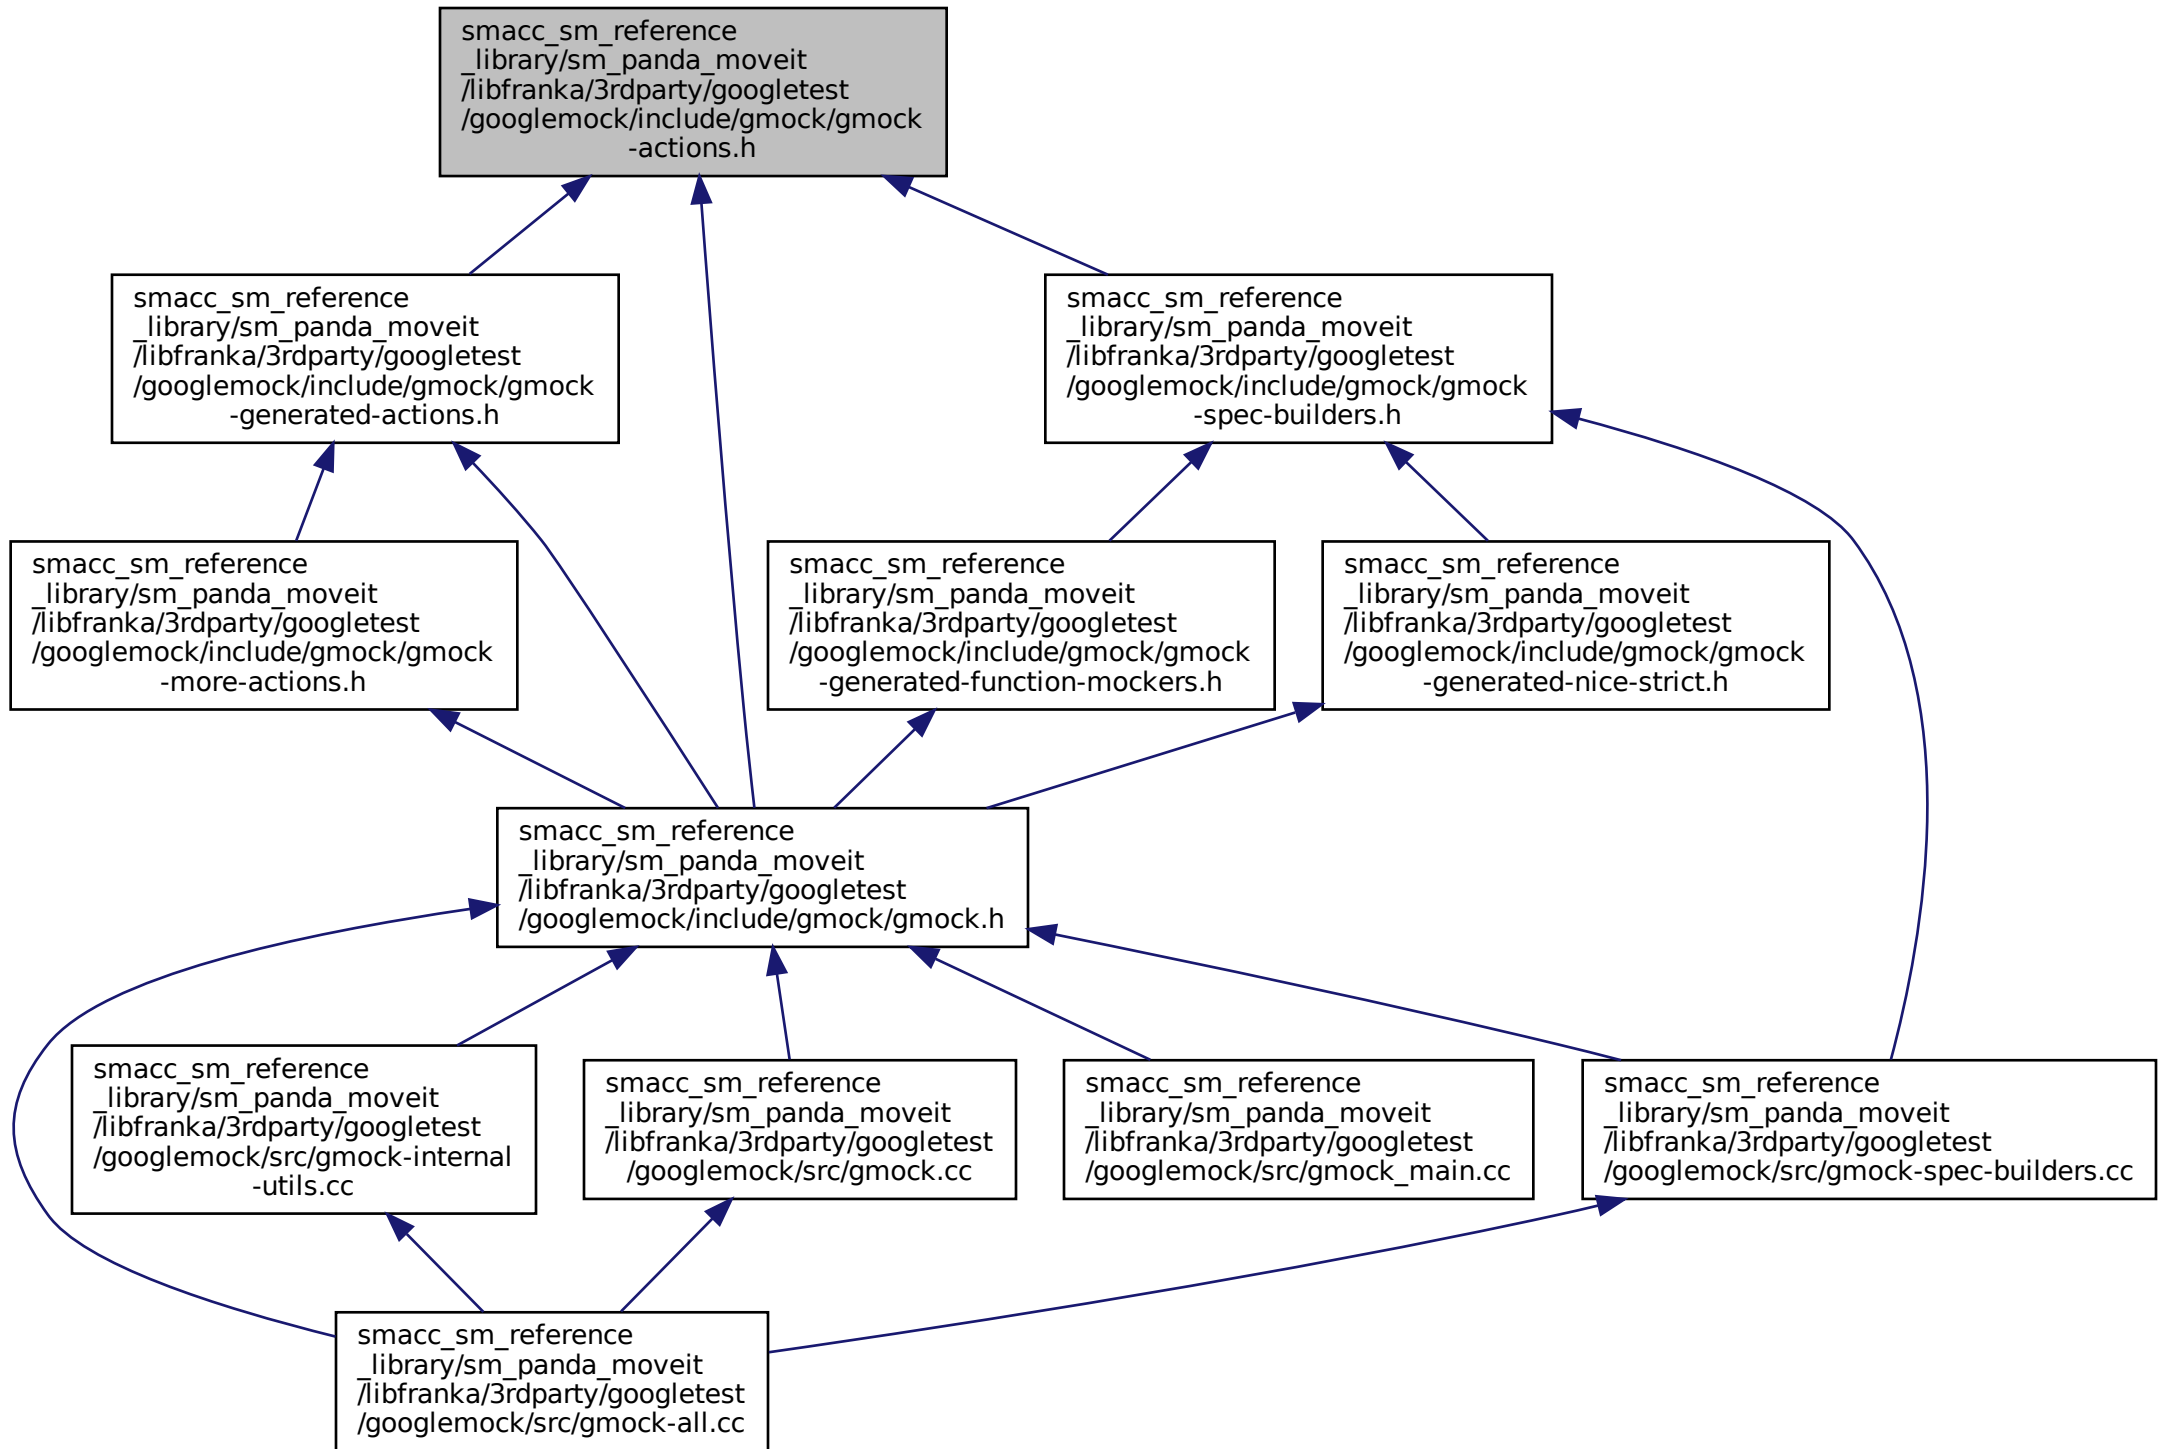 smacc_sm_reference
_library/sm_panda_moveit
/libfranka/3rdparty/googletest
/googlemock/include/gmock/gmock
-actions.h
smacc_sm_reference
_library/sm_panda_moveit
/libfranka/3rdparty/googletest
/googlemock/include/gmock/gmock
-generated-actions.h
smacc_sm_reference
_library/sm_panda_moveit
/libfranka/3rdparty/googletest
/googlemock/include/gmock/gmock
-spec-builders.h
smacc_sm_reference
_library/sm_panda_moveit
/libfranka/3rdparty/googletest
/googlemock/include/gmock/gmock
-more-actions.h
smacc_sm_reference
_library/sm_panda_moveit
/libfranka/3rdparty/googletest
/googlemock/include/gmock/gmock
-generated-function-mockers.h
smacc_sm_reference
_library/sm_panda_moveit
/libfranka/3rdparty/googletest
/googlemock/include/gmock/gmock
-generated-nice-strict.h
smacc_sm_reference
_library/sm_panda_moveit
/libfranka/3rdparty/googletest
/googlemock/include/gmock/gmock.h
smacc_sm_reference
_library/sm_panda_moveit
/libfranka/3rdparty/googletest
/googlemock/src/gmock-internal
-utils.cc
smacc_sm_reference
_library/sm_panda_moveit
/libfranka/3rdparty/googletest
/googlemock/src/gmock.cc
smacc_sm_reference
_library/sm_panda_moveit
/libfranka/3rdparty/googletest
/googlemock/src/gmock_main.cc
smacc_sm_reference
_library/sm_panda_moveit
/libfranka/3rdparty/googletest
/googlemock/src/gmock-spec-builders.cc
smacc_sm_reference
_library/sm_panda_moveit
/libfranka/3rdparty/googletest
/googlemock/src/gmock-all.cc